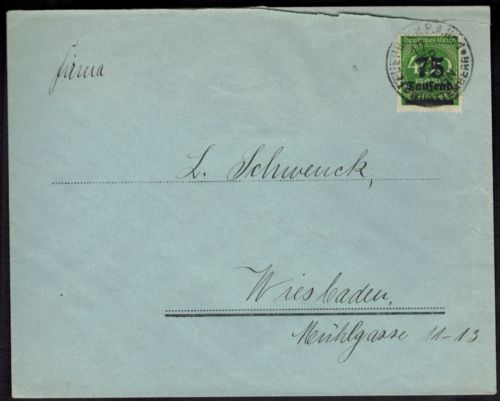 Firma
Deutsches Reich
75
Tausend
L. Schwenck,
Wiesbaden,
Mühlgasse 11-13